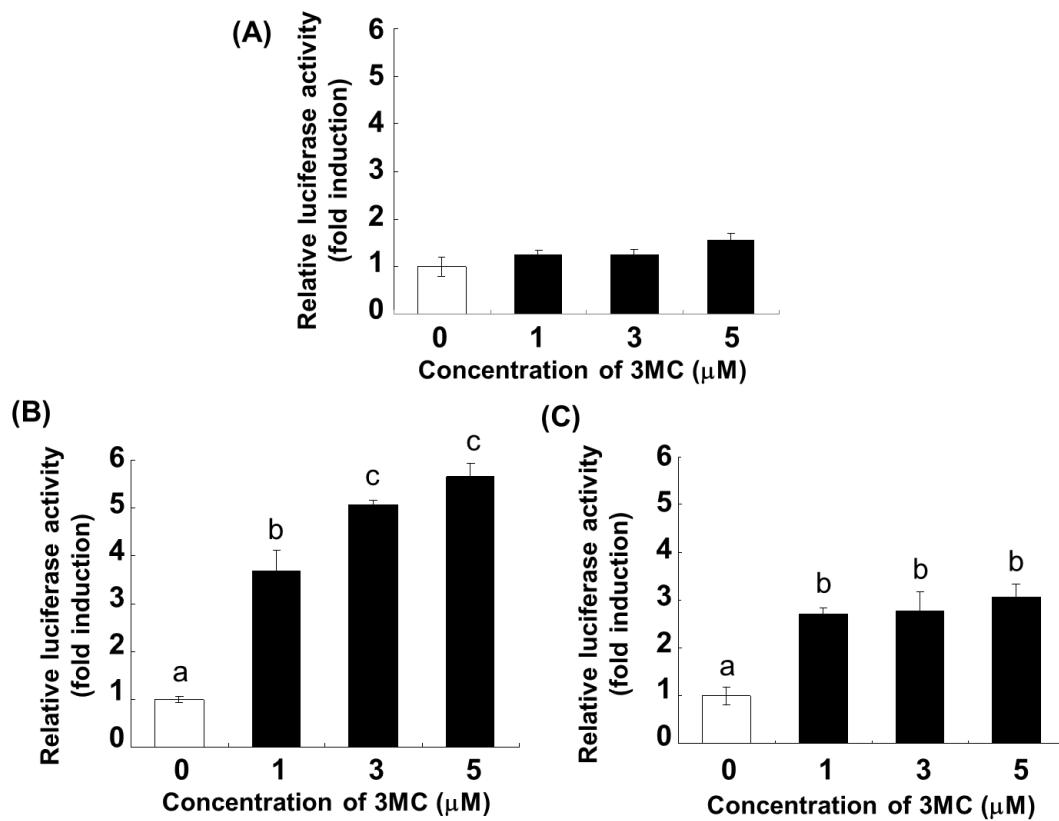 (A)
Relative luciferase activity
(fold induction)
6
5
4
3
2
1
0
0 1 3 5
Concentration of 3MC (μM)
(B)
Relative luciferase activity
(fold induction)
6
5
4
3
2
1
0
a b c c
0 1 3 5
Concentration of 3MC (μM)
(C)
Relative luciferase activity
(fold induction)
6
5
4
3
2
1
0
a b b b
0 1 3 5
Concentration of 3MC (μM)